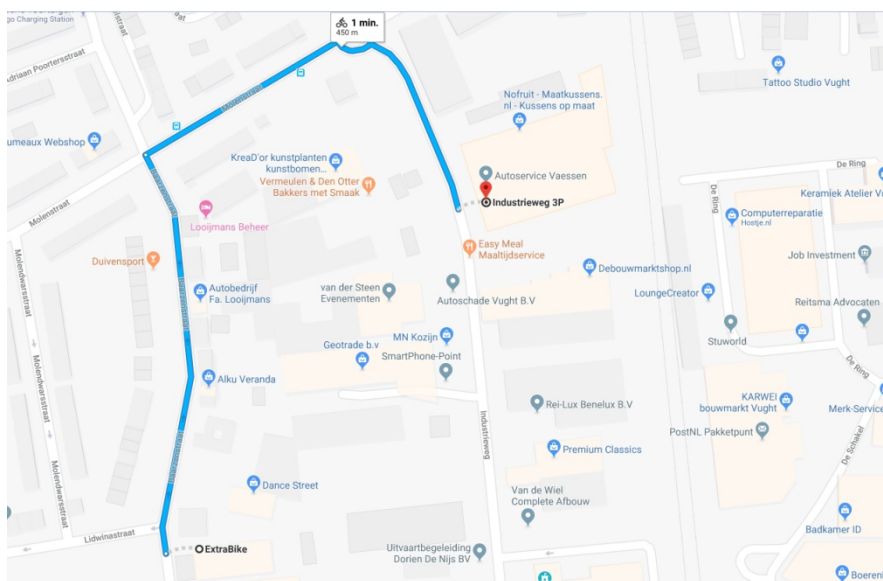 go Charging Station
1 min.
450 m
Tattoo Studio Vught
Adriaan Poortersstraat
Nofruit - Maatkussens.
nl - Kussens op maat
umeaux Webshop
KreaD'or kunstplanten
kunstbomen...
Vermeulen & Den Otter
Bakkers met Smaak
Autoservice Vaessen
Industrieweg 3P
De Ring
De Ring
Keramiek Atelier Vu
Molenstraat
Looijmans Beheer
Computerreparatie
Hostje.nl
Easy Meal
Maaltijdservice
Job Investment
Molendwarsstraat
Duivensport
Debouwmarktshop.nl
LoungeCreator
Autobedrijf
Fa. Looijmans
van der Steen
Evenementen
Autoschade Vught B.V
Reitsma Advocaten
MN Kozijn
Stuworld
Geotrade b.v
SmartPhone-Point
De Ring
Alku Veranda
KARWEI
bouwmarkt Vught
Merk-Service
Rei-Lux Benelux B.V
Industrieweg
PostNL Pakketpunt
Premium Classics
De Schakel
Dance Street
Van de Wiel
Complete Afbouw
Molendwarsstraat
Badkamer ID
Lidwinastraat
ExtraBike
Uitvaartbegeleiding
Dorien De Nijs BV
Boerenb